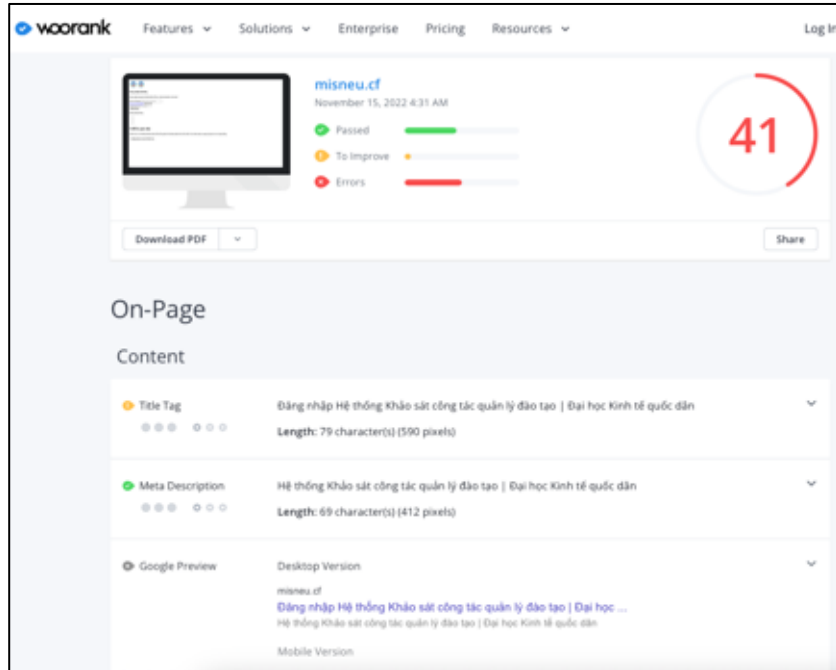 woorank Features Solutions Enterprise Pricing Resources Log In
misneu.cf
November 15, 2022 4:31 AM
Passed
To Improve
Errors
41
Download PDF
Share
On-Page
Content
Title Tag
Đăng nhập Hệ thống Khảo sát công tác quản lý đào tạo | Đại học Kinh tế quốc dân
Length: 79 character(s) (590 pixels)
Meta Description
Hệ thống Khảo sát công tác quản lý đào tạo | Đại học Kinh tế quốc dân
Length: 69 character(s) (412 pixels)
Google Preview
Desktop Version
misneu.cf
Đăng nhập Hệ thống Khảo sát công tác quản lý đào tạo | Đại học ...
Hệ thống Khảo sát công tác quản lý đào tạo | Đại học Kinh tế quốc dân
Mobile Version